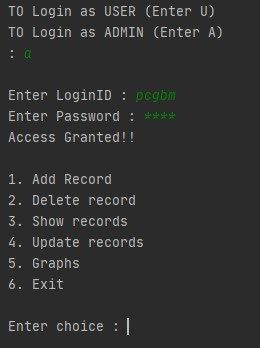 TO Login as USER (Enter U)
TO Login as ADMIN (Enter A)
: a
Enter LoginID : pcgbm
Enter Password : ****
Access Granted!!
1. Add Record
2. Delete record
3. Show records
4. Update records
5. Graphs
6. Exit
Enter choice :